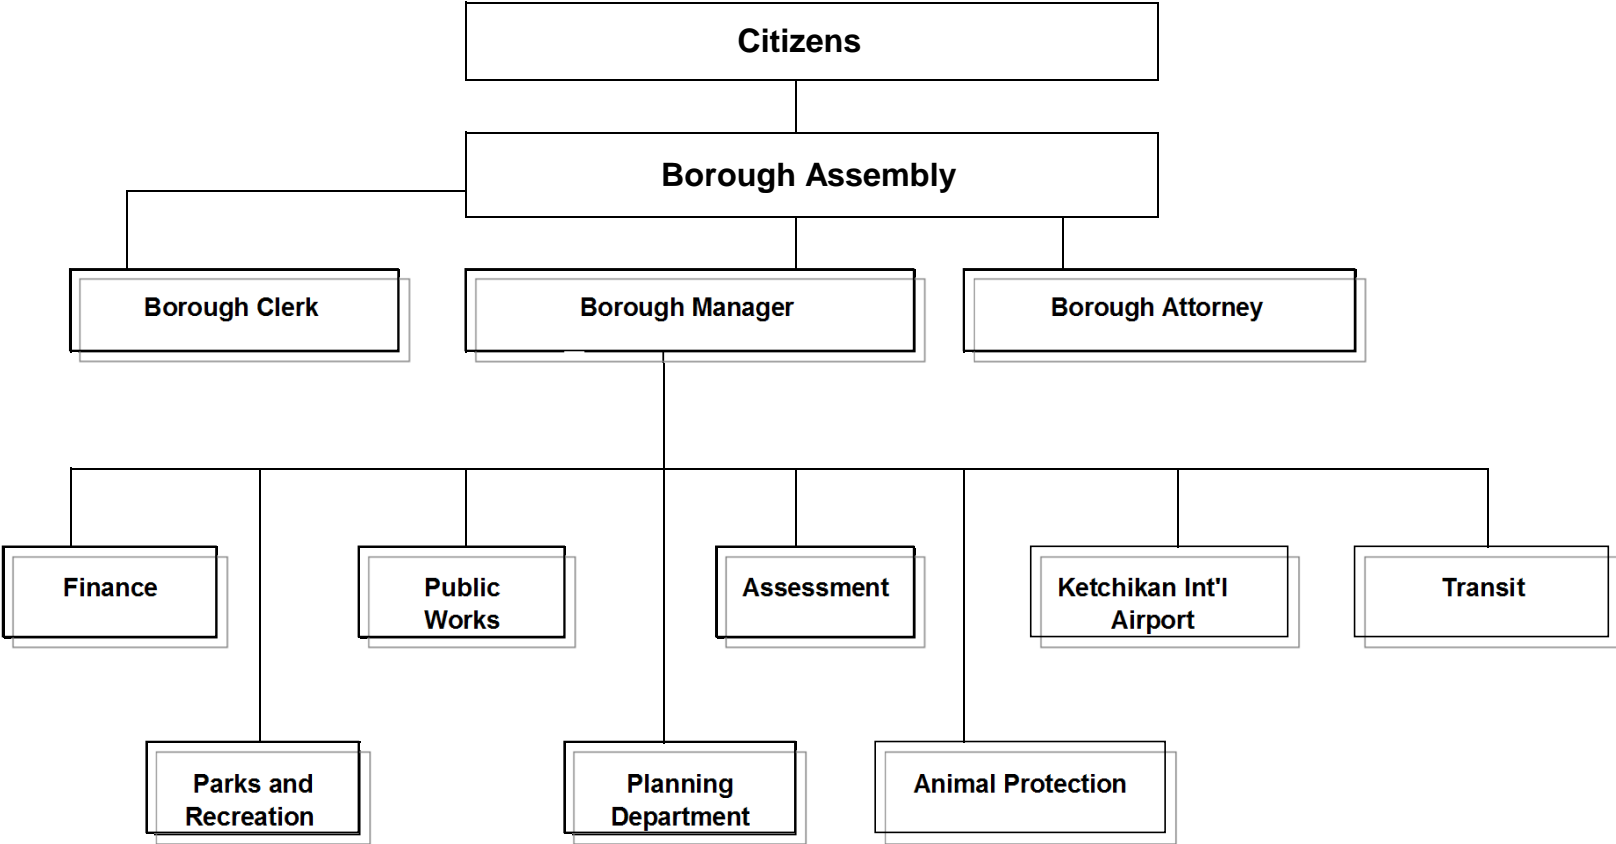 Citizens
Borough Assembly
Borough Clerk
Borough Manager
Borough Attorney
Finance
Public
Works
Assessment
Ketchikan Int'l
Airport
Transit
Parks and
Recreation
Planning
Department
Animal Protection